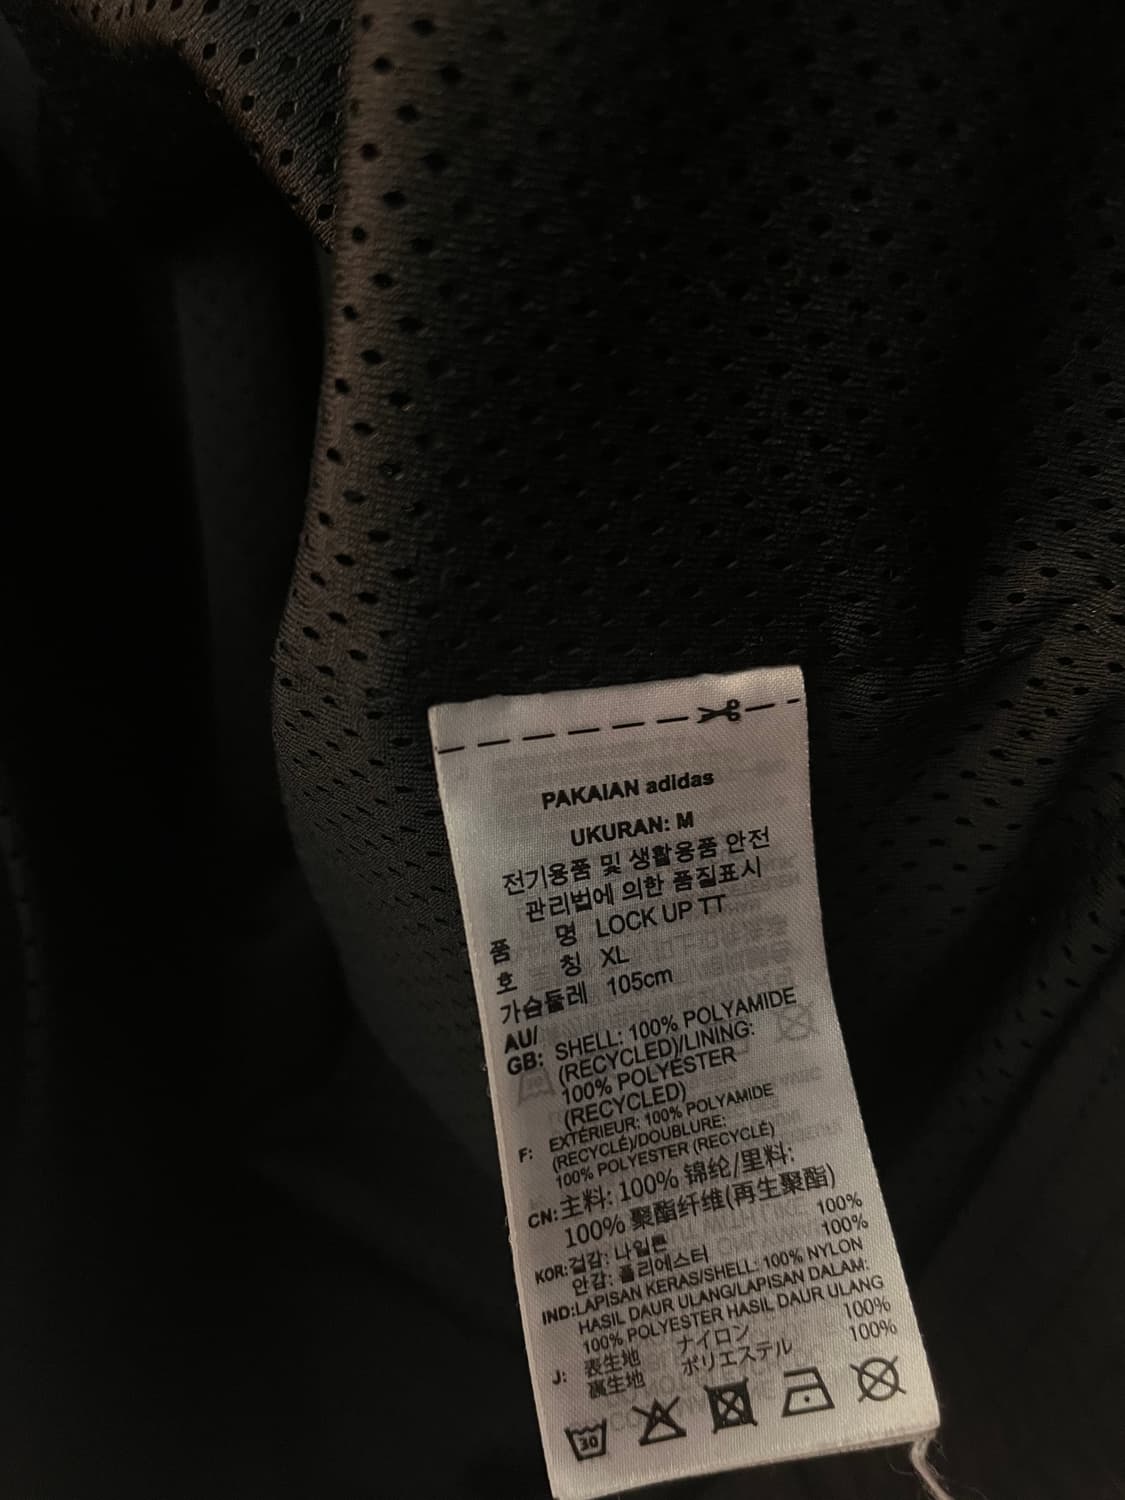 PAKAIAN adidas
UKURAN: M
전기용품 및 생활용품 안전
관리법에 의한 품질표시
품 명 LOCK UP TT
호 칭 XL
가슴둘레 105cm
AU/
GB: SHELL: 100% POLYAMIDE
(RECYCLED)/LINING:
100% POLYESTER
(RECYCLED)
F: EXTÉRIEUR: 100% POLYAMIDE
(RECYCLÉ)/DOUBLURE:
100% POLYESTER (RECYCLÉ)
CN: 主料: 100% 锦纶/里料:
100% 聚酯纤维(再生聚酯)
KOR: 겉감: 나일론 100%
안감: 폴리에스터 100%
IND: LAPISAN KERAS/SHELL: 100% NYLON
HASIL DAUR ULANG/LAPISAN DALAM:
100% POLYESTER HASIL DAUR ULANG
J: 表生地 ナイロン 100%
裏生地 ポリエステル 100%
30